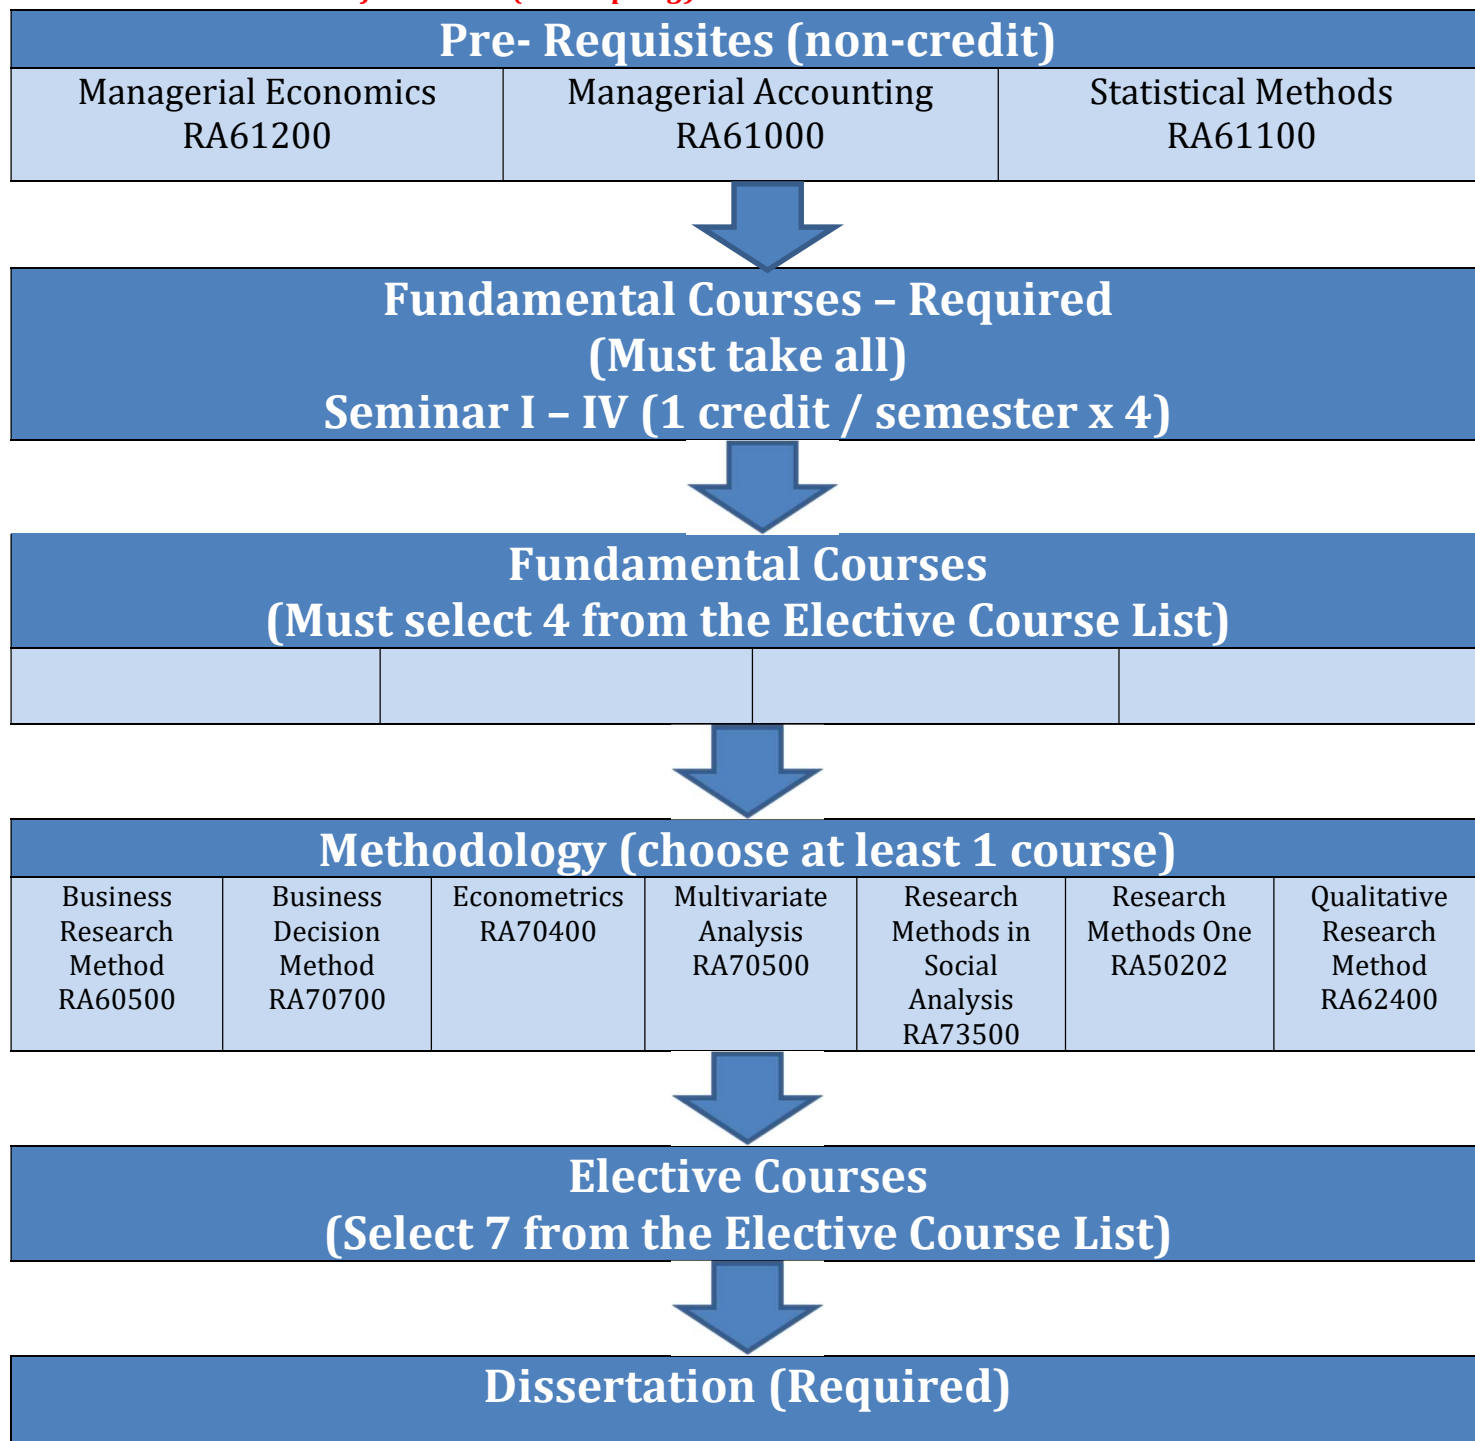 Pre- Requisites (non-credit)
Managerial Economics
RA61200
Managerial Accounting
RA61000
Statistical Methods
RA61100
Fundamental Courses – Required
(Must take all)
Seminar I – IV (1 credit / semester x 4)
Fundamental Courses
(Must select 4 from the Elective Course List)
Methodology (choose at least 1 course)
Business
Research
Method
RA60500
Business
Decision
Method
RA70700
Econometrics
RA70400
Multivariate
Analysis
RA70500
Research
Methods in
Social
Analysis
RA73500
Research
Methods One
RA50202
Qualitative
Research
Method
RA62400
Elective Courses
(Select 7 from the Elective Course List)
Dissertation (Required)